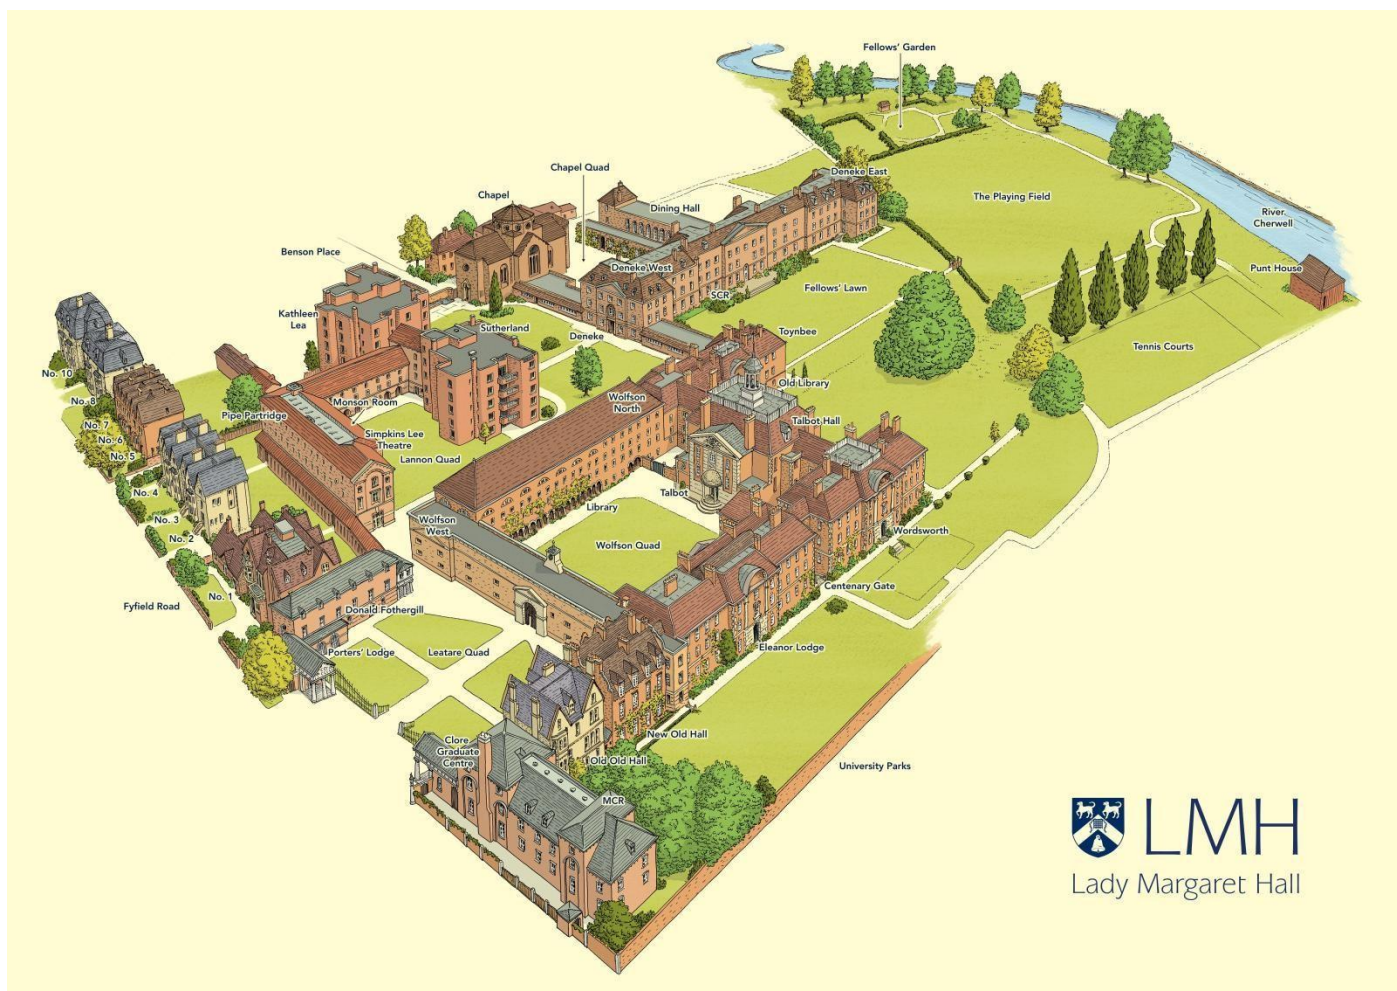 Fellows' Garden
Chapel Quad
Deneke East
Chapel
Dining Hall
The Playing Field
River
Cherwell
Benson Place
Deneke West
Punt House
SCR
Fellows' Lawn
Kathleen
Lea
Sutherland
Deneke
Toynbee
Tennis Courts
No. 10
Old Library
No. 8
Monson Room
Wolfson
North
No. 7
Pipe Partridge
Talbot Hall
No. 6
Simpkins Lee
Theatre
No. 5
Lannon Quad
No. 4
Talbot
Library
No. 3
Wolfson
West
Wordsworth
No. 2
Wolfson Quad
Centenary Gate
No. 1
Fyfield Road
Donald Fothergill
Eleanor Lodge
Porters' Lodge
Leatare Quad
New Old Hall
Clore
Graduate
Centre
Old Old Hall
University Parks
MCR
LMH
Lady Margaret Hall